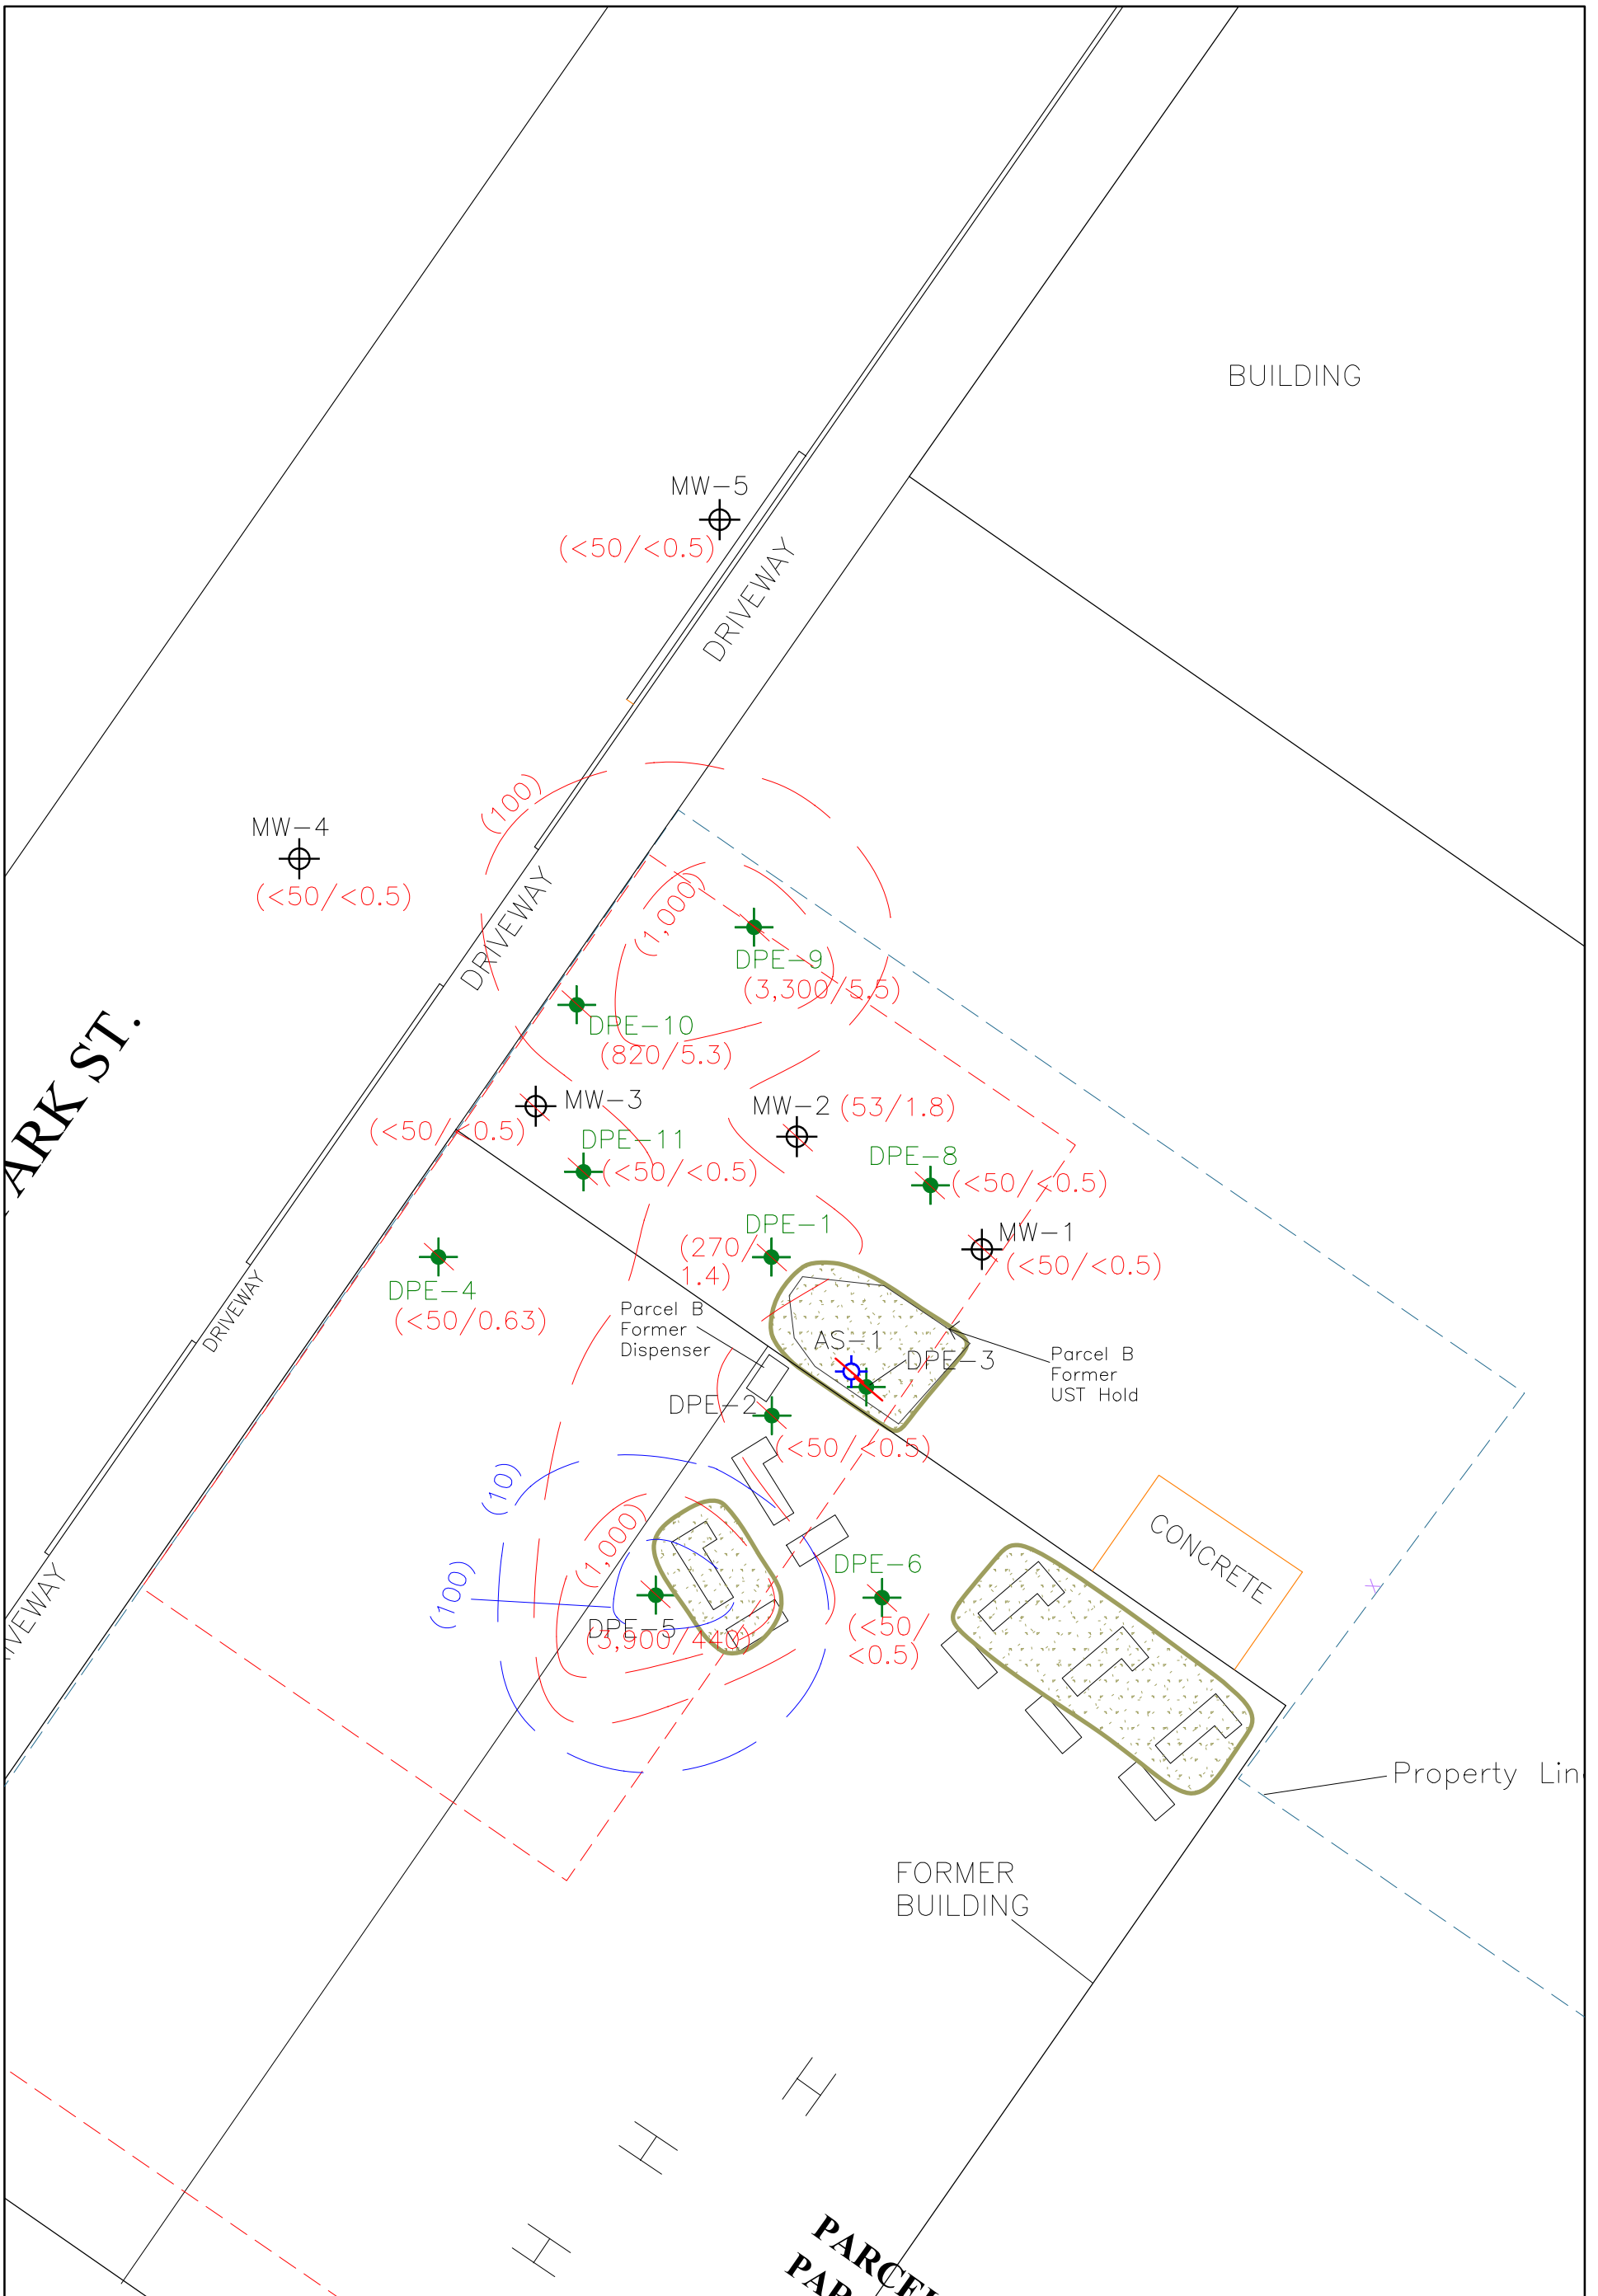 BUILDING
MW-5
(<50/<0.5)
DRIVEWAY
(100)
MW-4
(<50/<0.5)
DRIVEWAY
(1,000)
DPE-9
(3,300/5.5)
DPE-10
(820/5.3)
ARK ST.
MW-3
(<50/<0.5)
MW-2 (53/1.8)
DPE-11
(<50/<0.5)
DPE-8
(<50/<0.5)
DPE-1
(270/
1.4)
MW-1
(<50/<0.5)
DPE-4
(<50/0.63)
DRIVEWAY
Parcel B
Former
Dispenser
AS-1
DPE-3
Parcel B
Former
UST Hold
DPE-2
(<50/<0.5)
(10)
(1,000)
(100)
CONCRETE
DPE-6
(<50/
<0.5)
DPE-5
(3,900/440)
IVEWAY
X
Property Lin
FORMER
BUILDING
PARCEL
PAR